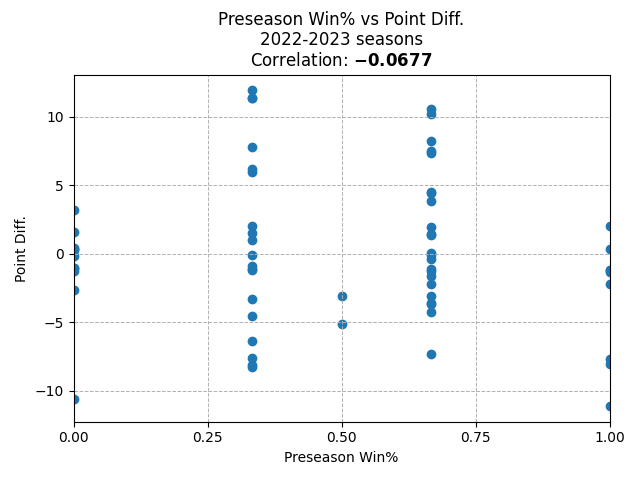 Preseason Win% vs Point Diff.
2022-2023 seasons
Correlation: −0.0677
10
5
0
−5
−10
Point Diff.
0.00 0.25 0.50 0.75 1.00
Preseason Win%